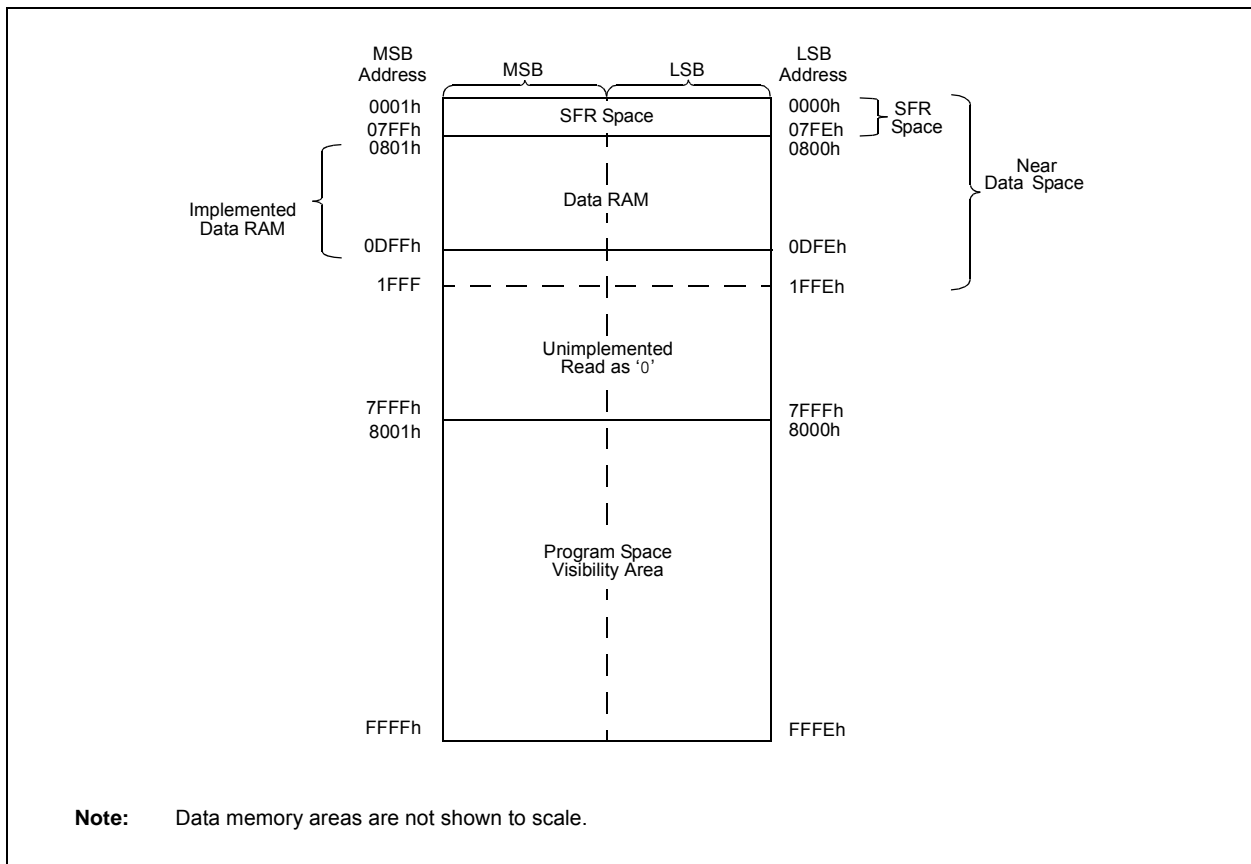 MSB
Address
MSB
LSB
LSB
Address
0001h
SFR Space
0000h
SFR
Space
07FFh
07FEh
0801h
0800h
Near
Data Space
Implemented
Data RAM
Data RAM
0DFFh
0DFEh
1FFF
1FFEh
Unimplemented
Read as ‘0’
7FFFh
7FFFh
8001h
8000h
Program Space
Visibility Area
FFFFh
FFFEh
Note: Data memory areas are not shown to scale.